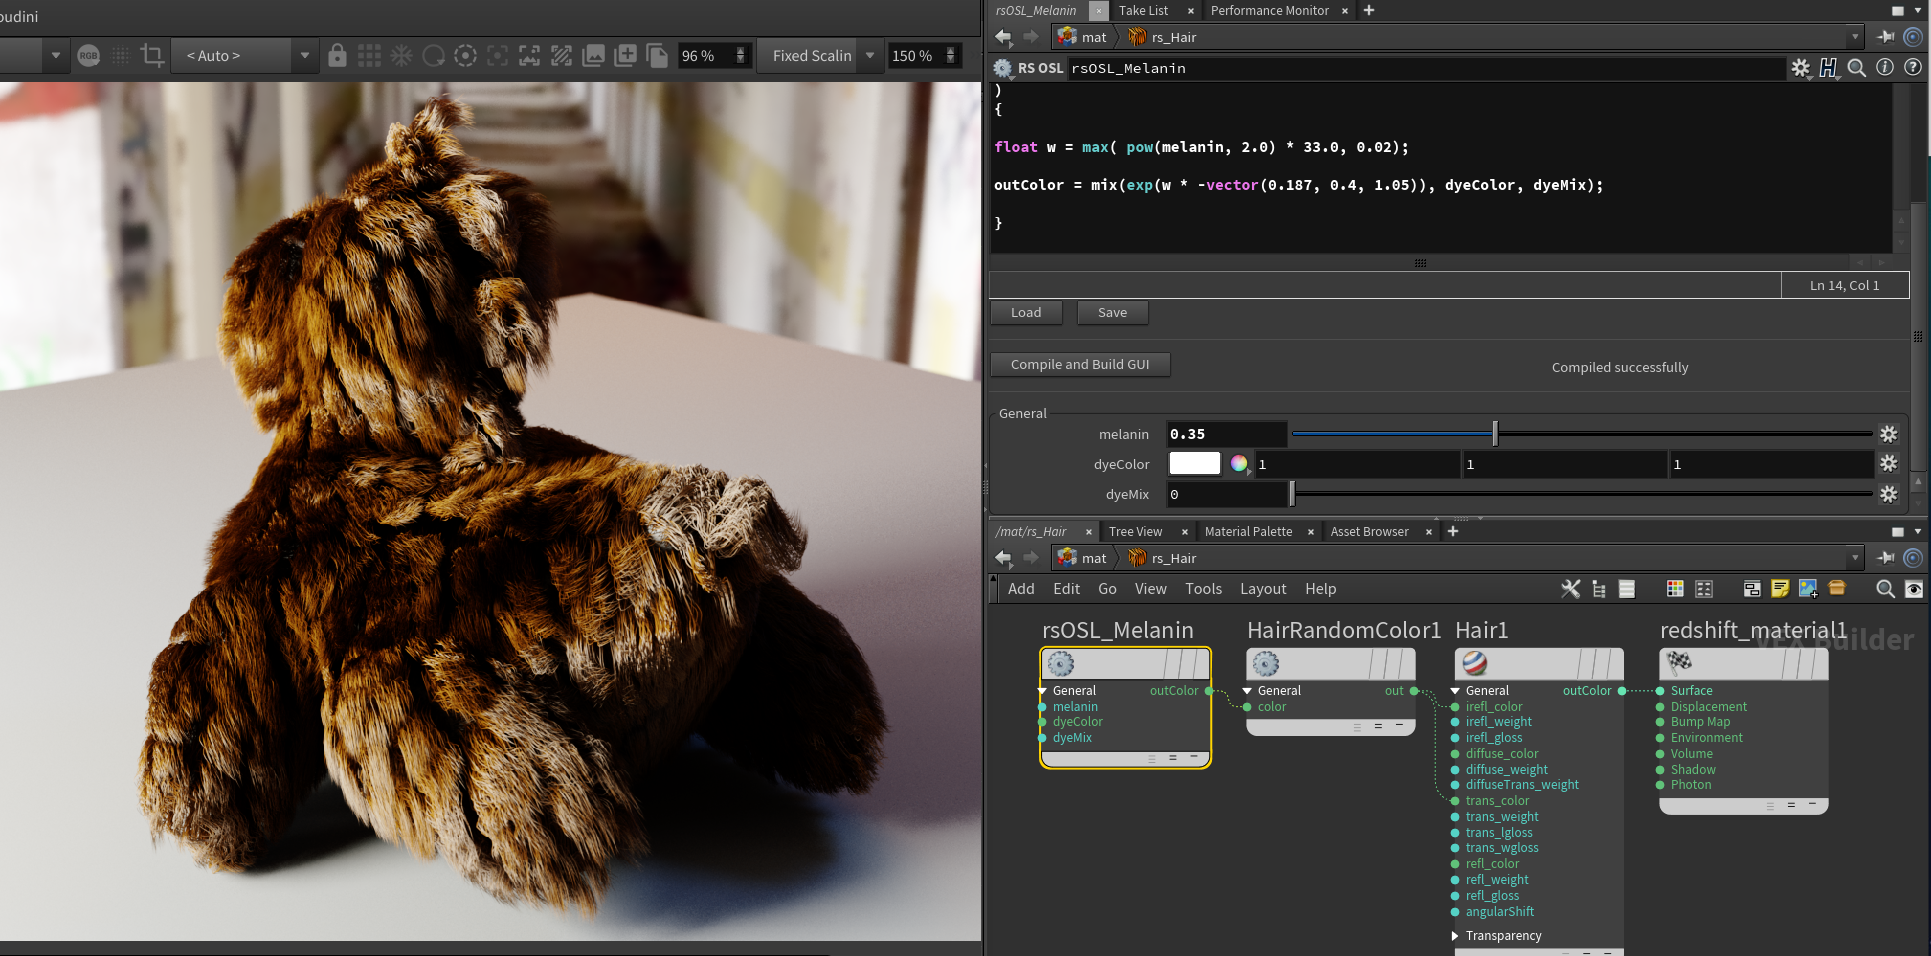 oudini
RGB
< Auto >
96 %
Fixed Scalin
150 %
rsOSL_Melanin
Take List
Performance Monitor
mat
rs_Hair
RS OSL
rsOSL_Melanin
)
{
float w = max( pow(melanin, 2.0) * 33.0, 0.02);
outColor = mix(exp(w * -vector(0.187, 0.4, 1.05)), dyeColor, dyeMix);
}
Ln 14, Col 1
Load
Save
Compile and Build GUI
Compiled successfully
General
melanin
0.35
dyeColor
1
1
1
dyeMix
0
/mat/rs_Hair
Tree View
Material Palette
Asset Browser
mat
rs_Hair
Add
Edit
Go
View
Tools
Layout
Help
VEX Builder
rsOSL_Melanin
General
outColor
melanin
dyeColor
dyeMix
HairRandomColor1
General
out
color
Hair1
General
outColor
irefl_color
irefl_weight
irefl_gloss
diffuse_color
diffuse_weight
diffuseTrans_weight
trans_color
trans_weight
trans_lgloss
trans_wgloss
refl_color
refl_weight
refl_gloss
angularShift
Transparency
redshift_material1
Surface
Displacement
Bump Map
Environment
Volume
Shadow
Photon